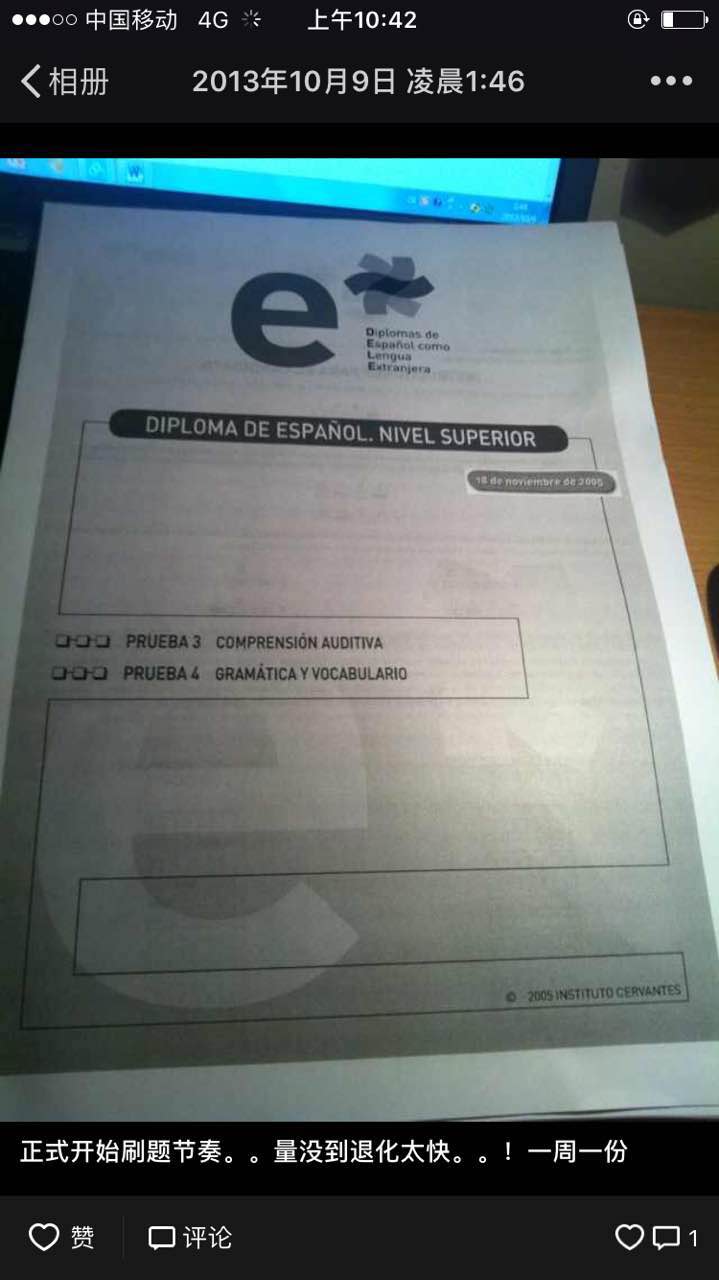 中国移动 4G 上午10:42
相册 2013年10月9日 凌晨1:46
e
Diplomas de
Español como
Lengua
Extranjera
DIPLOMA DE ESPAÑOL. NIVEL SUPERIOR
18 de noviembre de 2005
PRUEBA 3 COMPRENSIÓN AUDITIVA
PRUEBA 4 GRAMÁTICA Y VOCABULARIO
© 2005 INSTITUTO CERVANTES
正式开始刷题节奏。。量没到退化太快。。！一周一份
赞 评论 1